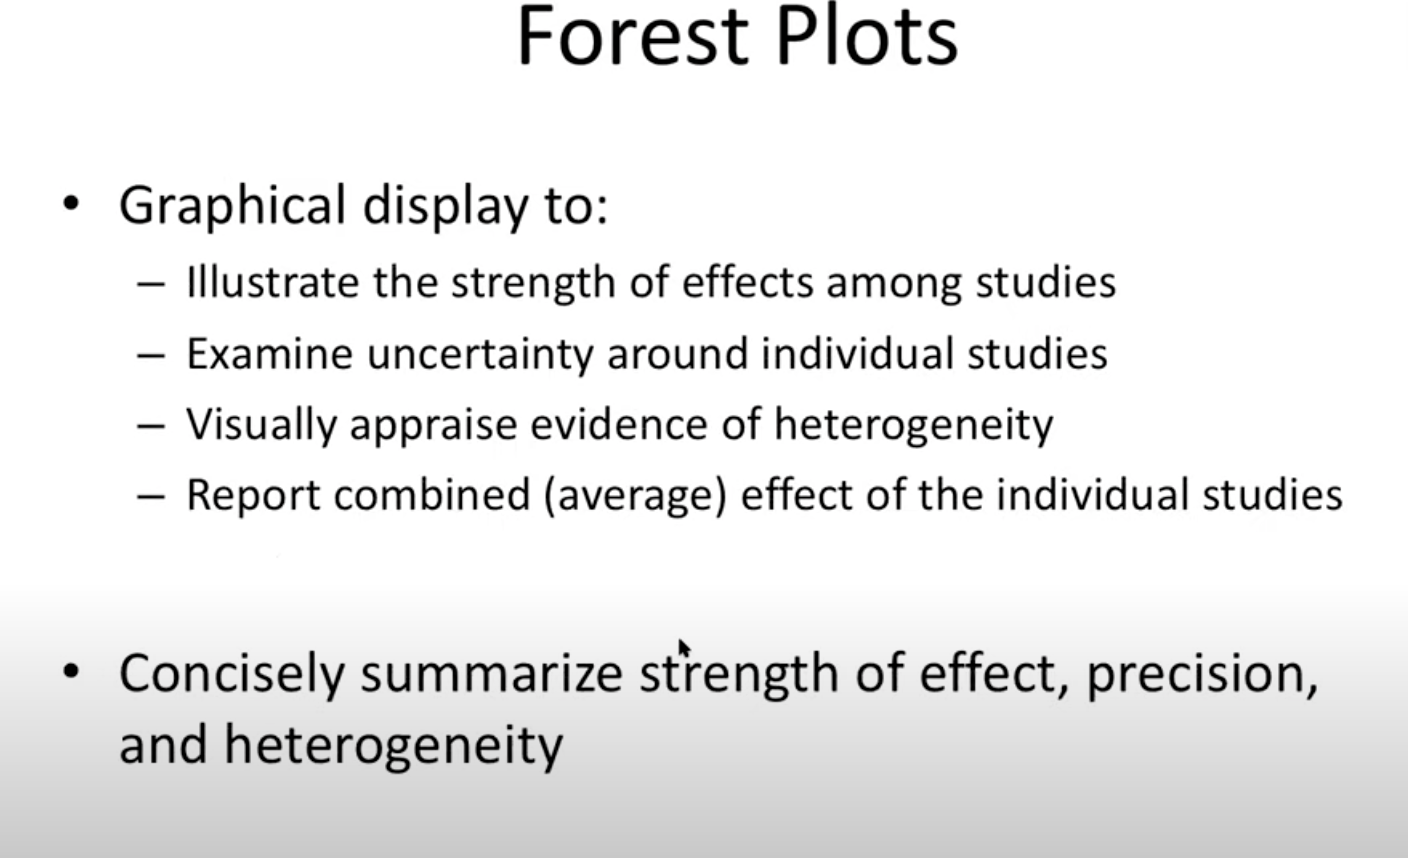 Forest Plots
• Graphical display to:
– Illustrate the strength of effects among studies
– Examine uncertainty around individual studies
– Visually appraise evidence of heterogeneity
– Report combined (average) effect of the individual studies
• Concisely summarize strength of effect, precision,
and heterogeneity